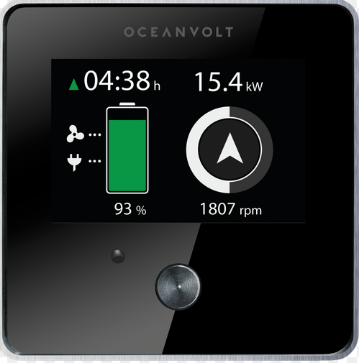 OCEANVOLT
04:38 h 15.4 kW
93 % 1807 rpm